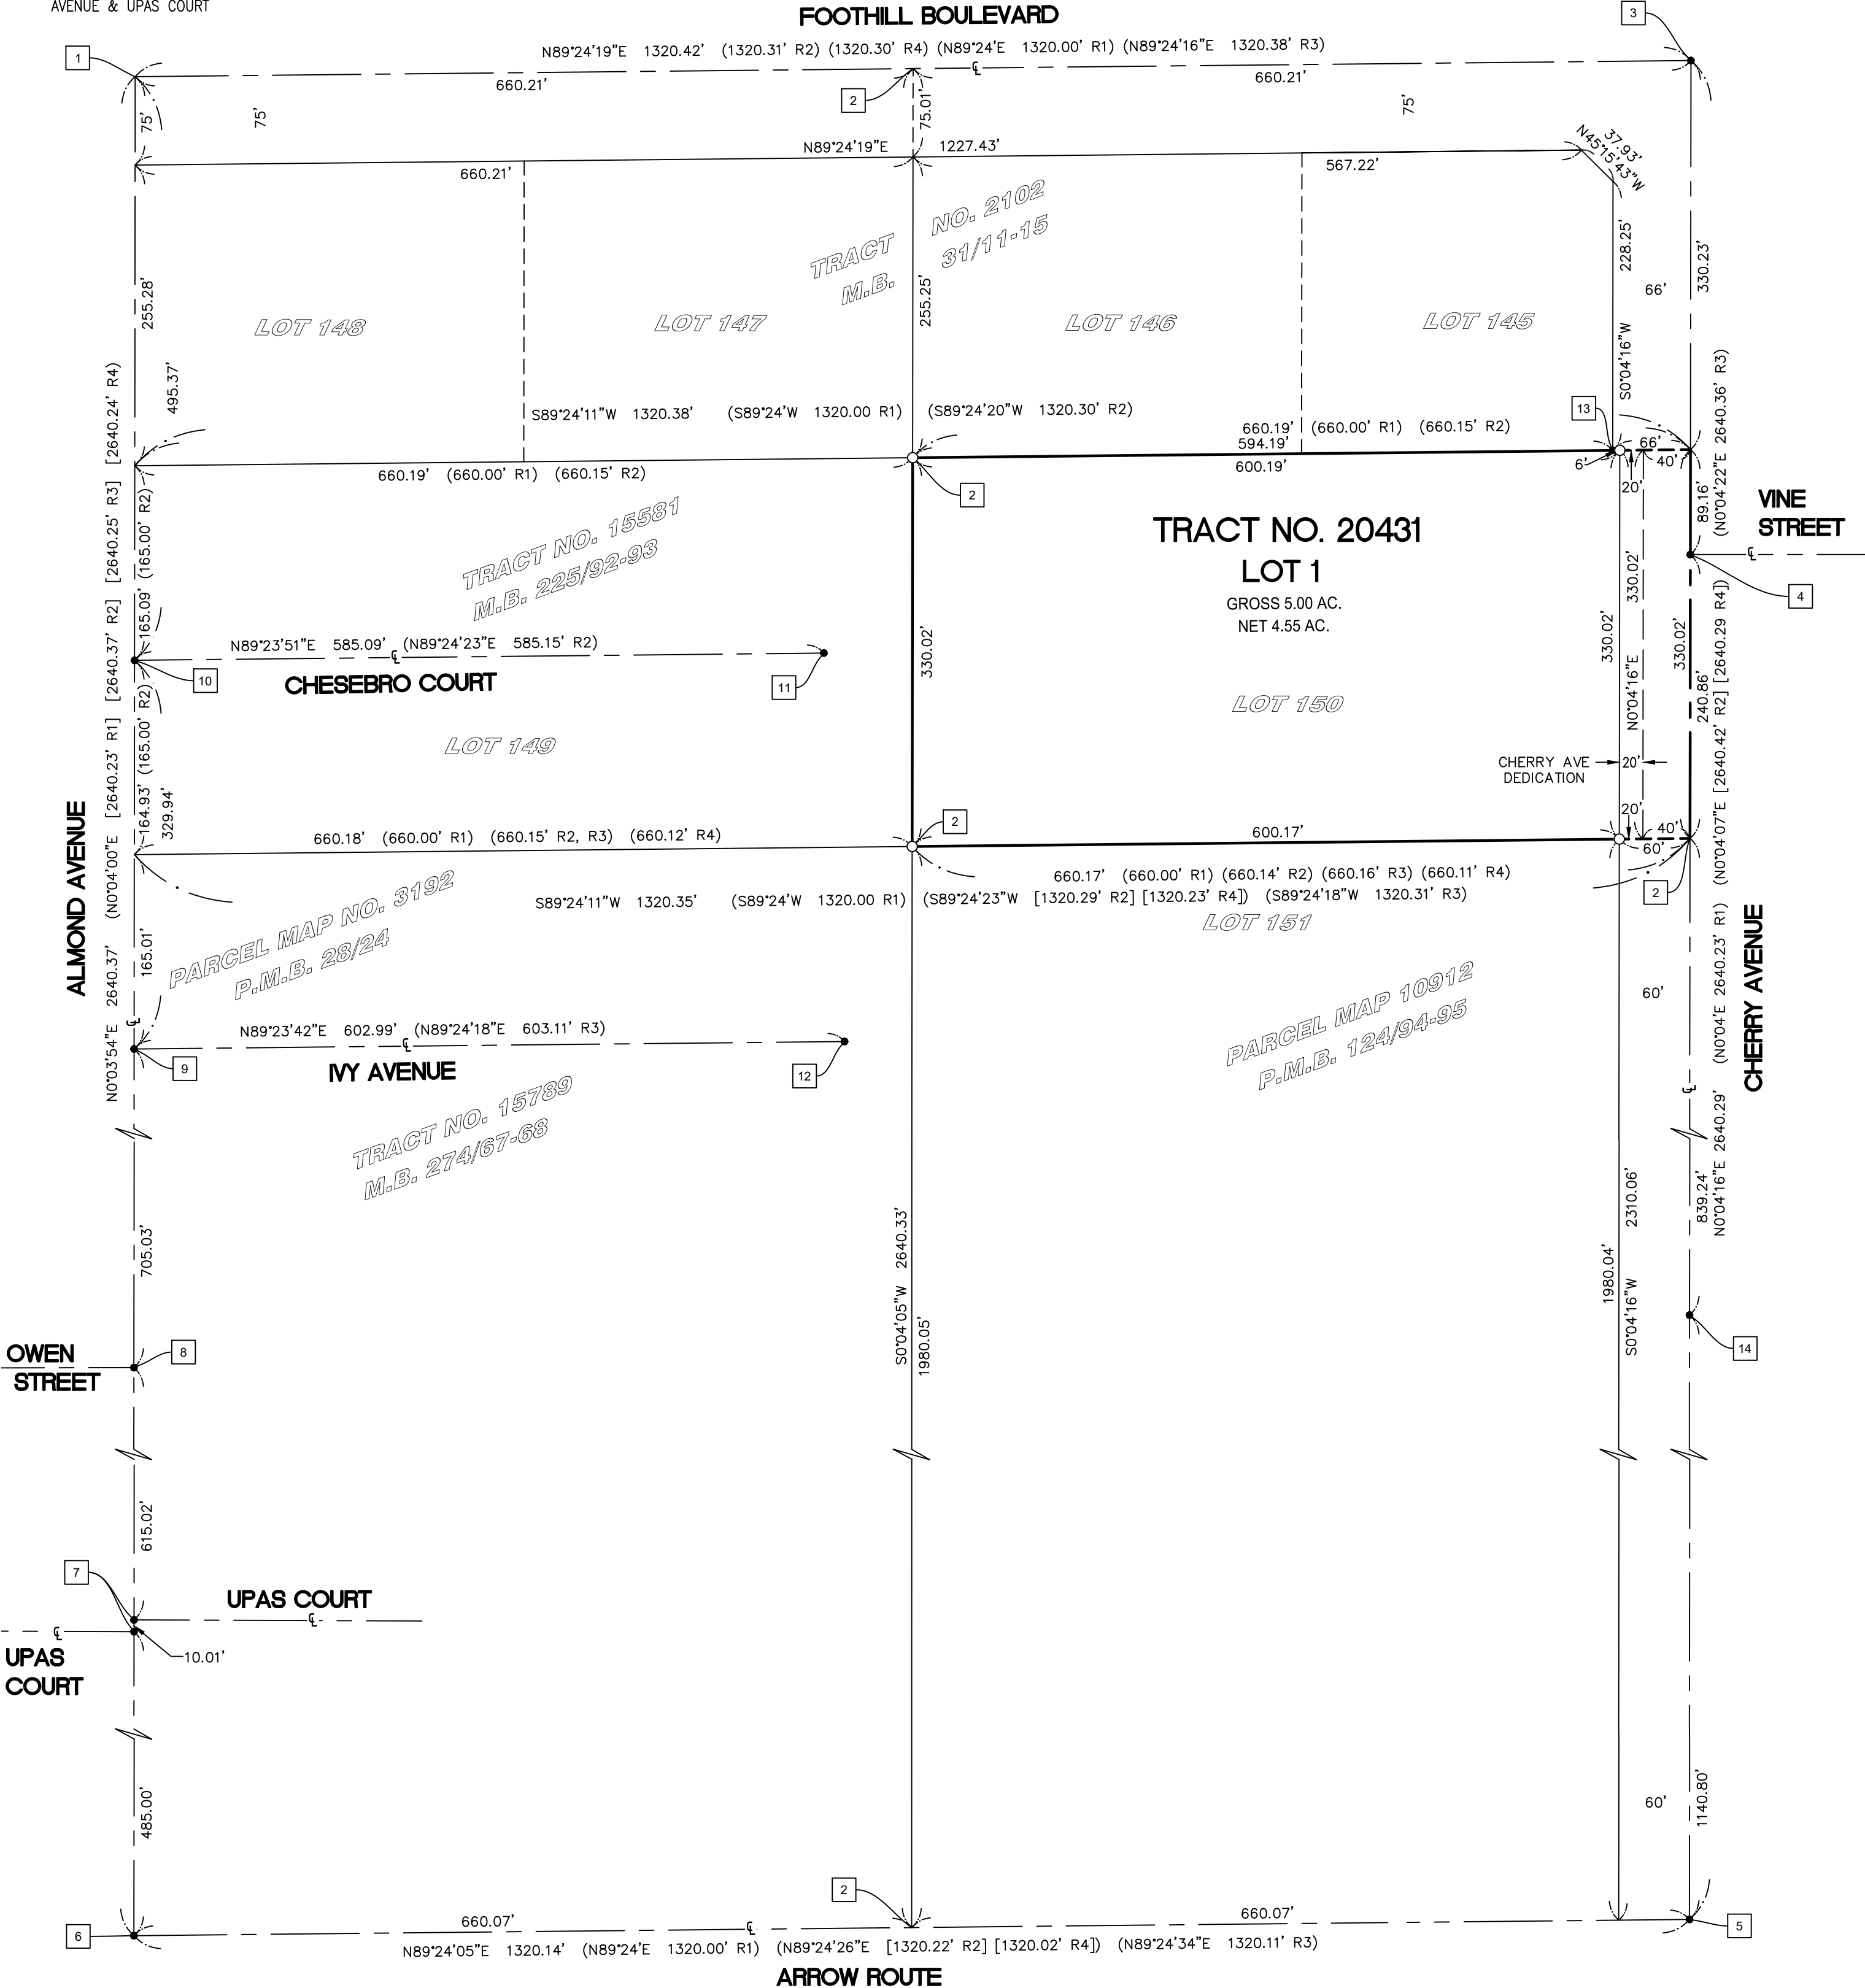 AVENUE & UPAS COURT
FOOTHILL BOULEVARD
3
1
N89°24'19"E 1320.42' (1320.31' R2) (1320.30' R4) (N89°24'E 1320.00' R1) (N89°24'16"E 1320.38' R3)
660.21'
℄
660.21'
2
75'
75'
75.01'
75'
N89°24'19"E 1227.43'
660.21'
567.22'
37.93'
N45°15'43"W
TRACT NO. 2102
M.B. 31/11-15
255.28'
255.25'
228.25'
S0°04'16"W
66'
330.23'
LOT 148
LOT 147
LOT 146
LOT 145
495.37'
S89°24'11"W 1320.38' (S89°24'W 1320.00 R1) (S89°24'20"W 1320.30' R2)
13
660.19' (660.00' R1) (660.15' R2)
594.19'
600.19'
66'
6'
40'
20'
660.19' (660.00' R1) (660.15' R2)
2
89.16'
VINE
STREET
℄
4
TRACT NO. 20431
LOT 1
GROSS 5.00 AC.
NET 4.55 AC.
TRACT NO. 15581
M.B. 225/92-93
165.09' (165.00' R2)
N89°23'51"E 585.09' (N89°24'23"E 585.15' R2)
℄
CHESEBRO COURT
10
11
330.02'
330.02'
330.02'
N0°04'16"E
330.02'
240.86'
LOT 150
LOT 149
CHERRY AVE
DEDICATION
20'
20'
40'
60'
164.93' (165.00' R2)
329.94'
2
660.18' (660.00' R1) (660.15' R2, R3) (660.12' R4)
600.17'
660.17' (660.00' R1) (660.14' R2) (660.16' R3) (660.11' R4)
2
S89°24'11"W 1320.35' (S89°24'W 1320.00 R1) (S89°24'23"W [1320.29' R2] [1320.23' R4]) (S89°24'18"W 1320.31' R3)
LOT 151
ALMOND AVENUE
N0°03'54"E 2640.37' (N0°04'00"E [2640.23' R1] [2640.37' R2] [2640.25' R3] [2640.24' R4)
PARCEL MAP NO. 3192
P.M.B. 28/24
165.01'
℄
PARCEL MAP 10912
P.M.B. 124/94-95
60'
CHERRY AVENUE
N0°04'16"E 2640.29' (N0°04'E 2640.23' R1) (N0°04'07"E [2640.42' R2] [2640.29 R4]) (N0°04'22"E 2640.36' R3)
℄
N89°23'42"E 602.99' (N89°24'18"E 603.11' R3)
℄
IVY AVENUE
9
12
TRACT NO. 15789
M.B. 274/67-68
705.03'
S0°04'05"W 2640.33'
1980.05'
2310.06'
1980.04'
S0°04'16"W
839.24'
OWEN
STREET
8
14
615.02'
7
UPAS COURT
℄
℄
10.01'
UPAS
COURT
485.00'
60'
1140.80'
2
660.07'
℄
660.07'
6
5
N89°24'05"E 1320.14' (N89°24'E 1320.00' R1) (N89°24'26"E [1320.22' R2] [1320.02' R4]) (N89°24'34"E 1320.11' R3)
ARROW ROUTE